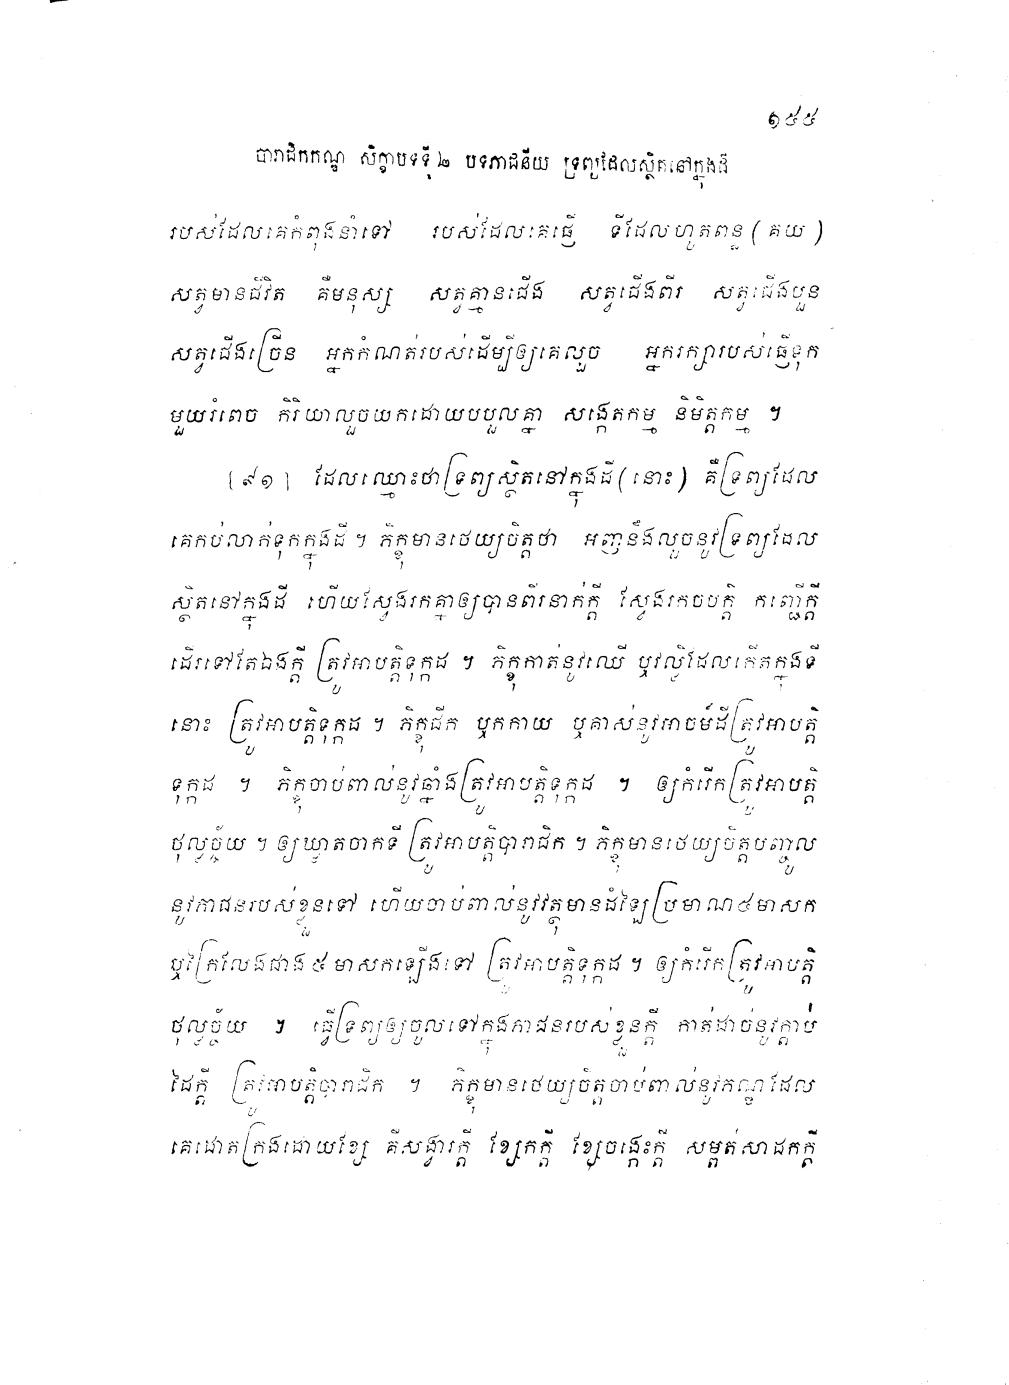 ១៥៥
បារាជិកកណ្ឌ សិក្ខាបទទី ២ បទភាជនីយ ទ្រព្យដែលស្ថិតនៅក្នុងដី
របស់ដែលគេកំពុងនាំទៅ របស់ដែលគេផ្ញើ ទីដែលហួតពន្ធ (គយ)
សត្វមានជីវិត គឺមនុស្ស សត្វគ្មានជើង សត្វជើងពីរ សត្វជើងបួន
សត្វជើងច្រើន អ្នកកំណត់របស់ដើម្បីឲ្យគេលួច អ្នករក្សារបស់ផ្ញើទុក
មួយរំពេច កិរិយាលួចយកដោយបបួលគ្នា សង្កេតកម្ម និមិត្តកម្ម ។
[៩១] ដែលឈ្មោះថាទ្រព្យស្ថិតនៅក្នុងដី (នោះ) គឺទ្រព្យដែល
គេកប់លាក់ទុកក្នុងដី ។ ភិក្ខុមានថេយ្យចិត្តថា អញនឹងលួចនូវទ្រព្យដែល
ស្ថិតនៅក្នុងដី ហើយស្វែងរកគ្នាឲ្យបានពីរនាក់ក្តី ស្វែងរកចបក្តី កញ្ជើក្តី
ដើរទៅតែឯងក្តី ត្រូវអាបត្តិទុក្កដ ។ ភិក្ខុកាត់នូវឈើ ឬវល្លិដែលកើតក្នុងទី
នោះ ត្រូវអាបត្តិទុក្កដ ។ ភិក្ខុជីក ឬកកាយ ឬគាស់នូវអាចម៍ដីត្រូវអាបត្តិ
ទុក្កដ ។ ភិក្ខុចាប់ពាល់នូវឆ្នាំងត្រូវអាបត្តិទុក្កដ ។ ឲ្យកំរើកត្រូវអាបត្តិ
ថុល្លច្ច័យ ។ ឲ្យឃ្លាតចាកទី ត្រូវអាបត្តិបារាជិក ។ ភិក្ខុមានថេយ្យចិត្តបញ្ចូល
នូវភាជនរបស់ខ្លួនទៅ ហើយចាប់ពាល់នូវវត្ថុមានដំឡៃប្រមាណ ៥ មាសក
ឬក្រៃលែងជាង ៥ មាសកឡើងទៅ ត្រូវអាបត្តិទុក្កដ ។ ឲ្យកំរើកត្រូវអាបត្តិ
ថុល្លច្ច័យ ។ ធ្វើទ្រព្យឲ្យចូលទៅក្នុងភាជនរបស់ខ្លួនក្តី កាត់ដាច់នូវក្តាប់
ដៃក្តី ត្រូវអាបត្តិបារាជិក ។ ភិក្ខុមានថេយ្យចិត្តចាប់ពាល់នូវភណ្ឌដែល
គេដោតក្រងដោយខ្សែ គឺសង្វារក្តី ខ្សែកក្តី ខ្សែចង្កេះក្តី សម្ពត់សាដកក្តី